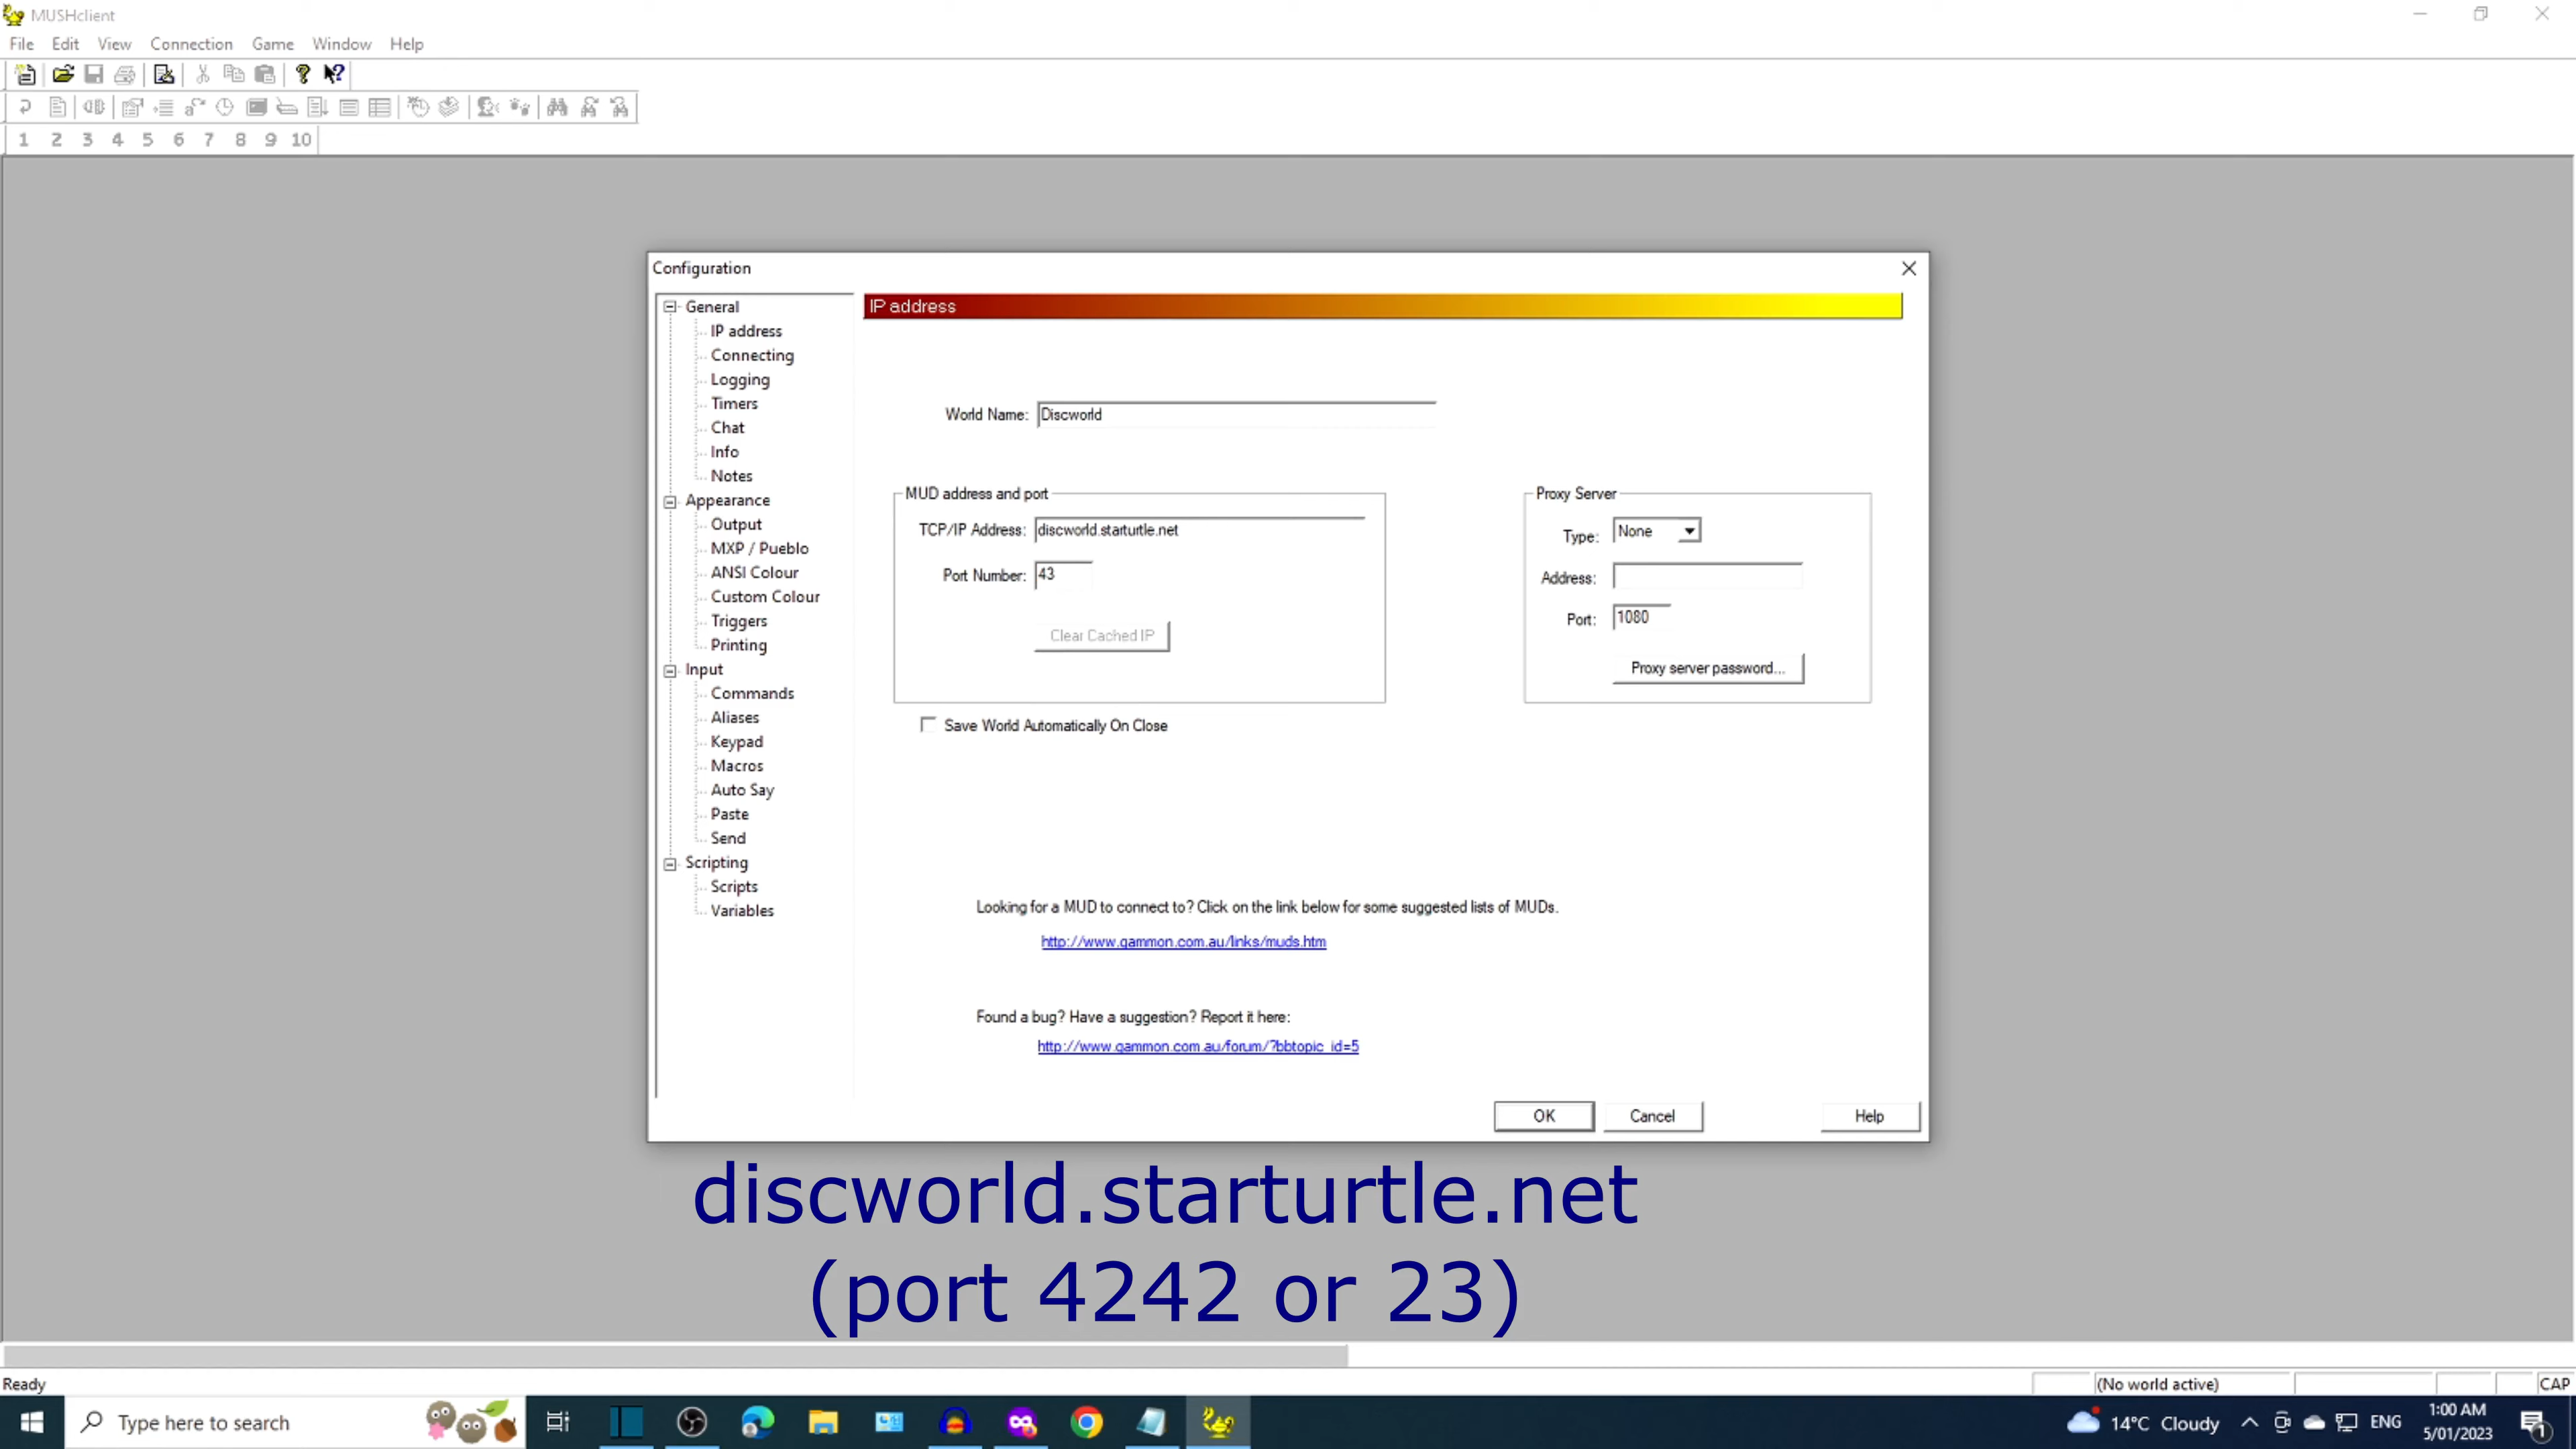 MUSHclient
File Edit View Connection Game Window Help
1 2 3 4 5 6 7 8 9 10
Configuration
General
IP address
Connecting
Logging
Timers
Chat
Info
Notes
Appearance
Output
MXP / Pueblo
ANSI Colour
Custom Colour
Triggers
Printing
Input
Commands
Aliases
Keypad
Macros
Auto Say
Paste
Send
Scripting
Scripts
Variables
IP address
World Name: Discworld
MUD address and port
TCP/IP Address: discworld.starturtle.net
Port Number: 43
Clear Cached IP
Save World Automatically On Close
Proxy Server
Type: None
Address:
Port: 1080
Proxy server password...
Looking for a MUD to connect to? Click on the link below for some suggested lists of MUDs.
http://www.gammon.com.au/links/muds.htm
Found a bug? Have a suggestion? Report it here:
http://www.gammon.com.au/forum/?bbtopic_id=5
OK Cancel Help
discworld.starturtle.net
(port 4242 or 23)
Ready
(No world active) CAP
Type here to search
14°C Cloudy
ENG
1:00 AM
5/01/2023
1